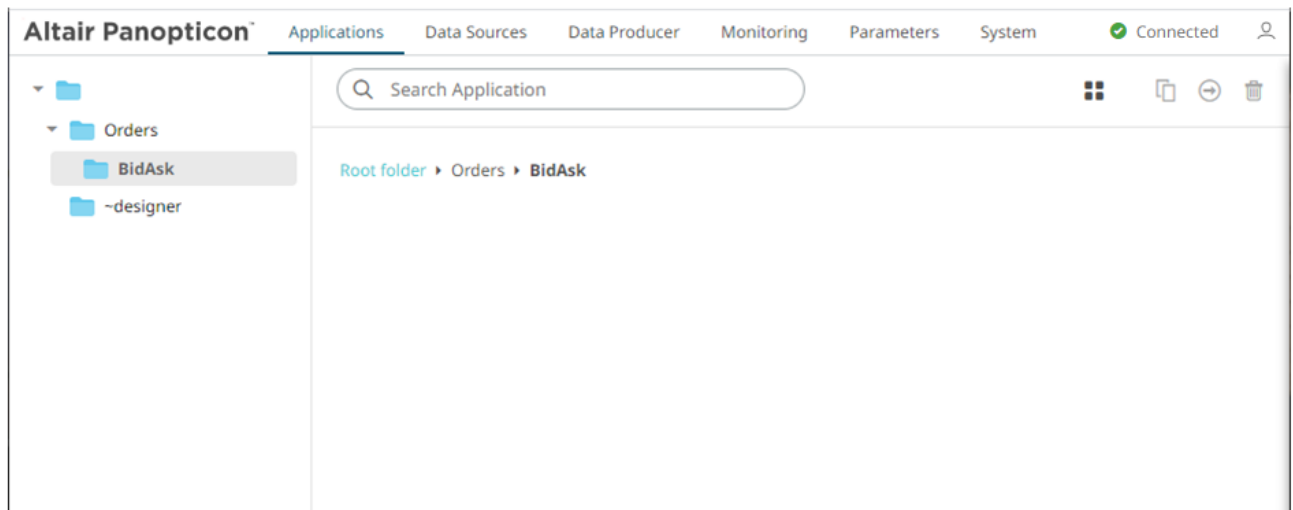 Altair Panopticon™ Applications Data Sources Data Producer Monitoring Parameters System Connected
Search Application
Orders
BidAsk
~designer
Root folder Orders BidAsk